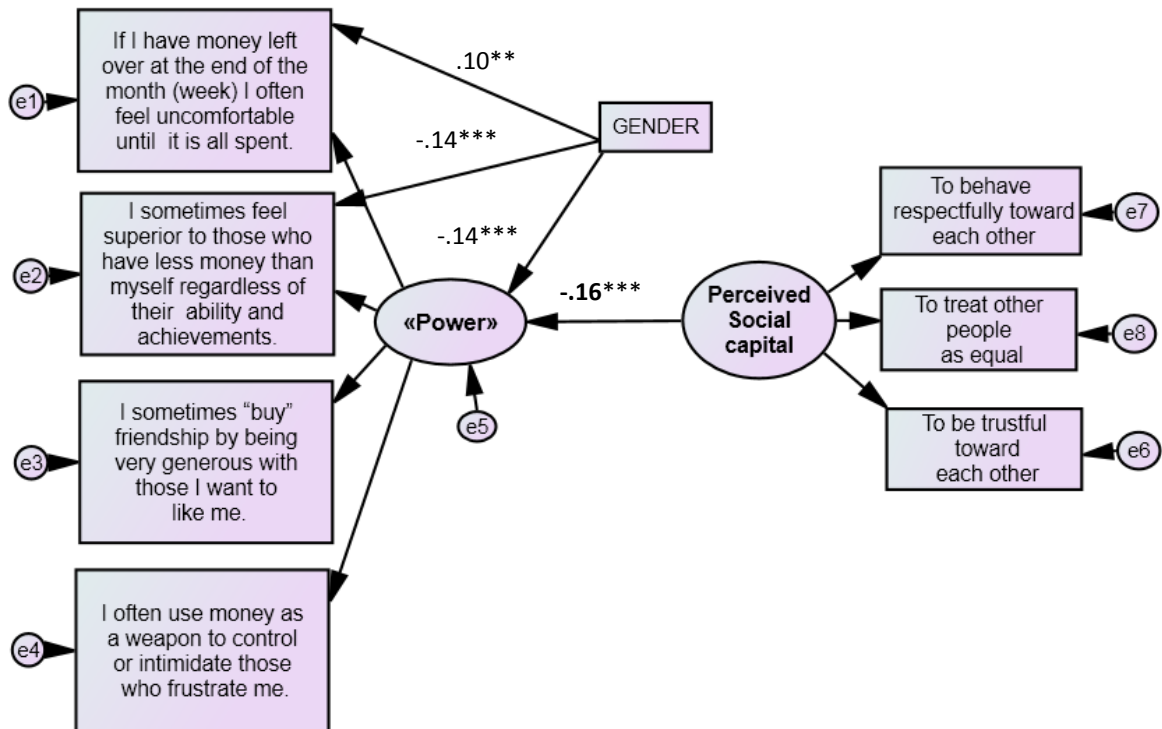 If I have money left
over at the end of the
month (week) I often
feel uncomfortable
until it is all spent.
e1
.10**
GENDER
-.14***
I sometimes feel
superior to those who
have less money than
myself regardless of
their ability and
achievements.
e2
-.14***
«Power»
-.16***
Perceived
Social
capital
To behave
respectfully toward
each other
e7
To treat other
people
as equal
e8
To be trustful
toward
each other
e6
e5
I sometimes “buy”
friendship by being
very generous with
those I want to
like me.
e3
I often use money as
a weapon to control
or intimidate those
who frustrate me.
e4